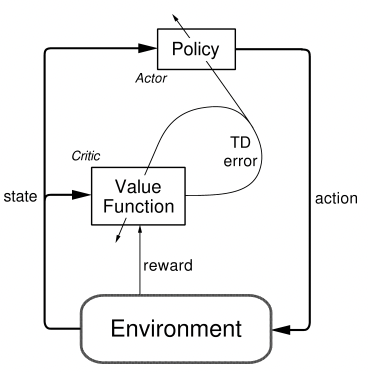 Policy
Actor
TD
error
Critic
Value
Function
state
action
reward
Environment